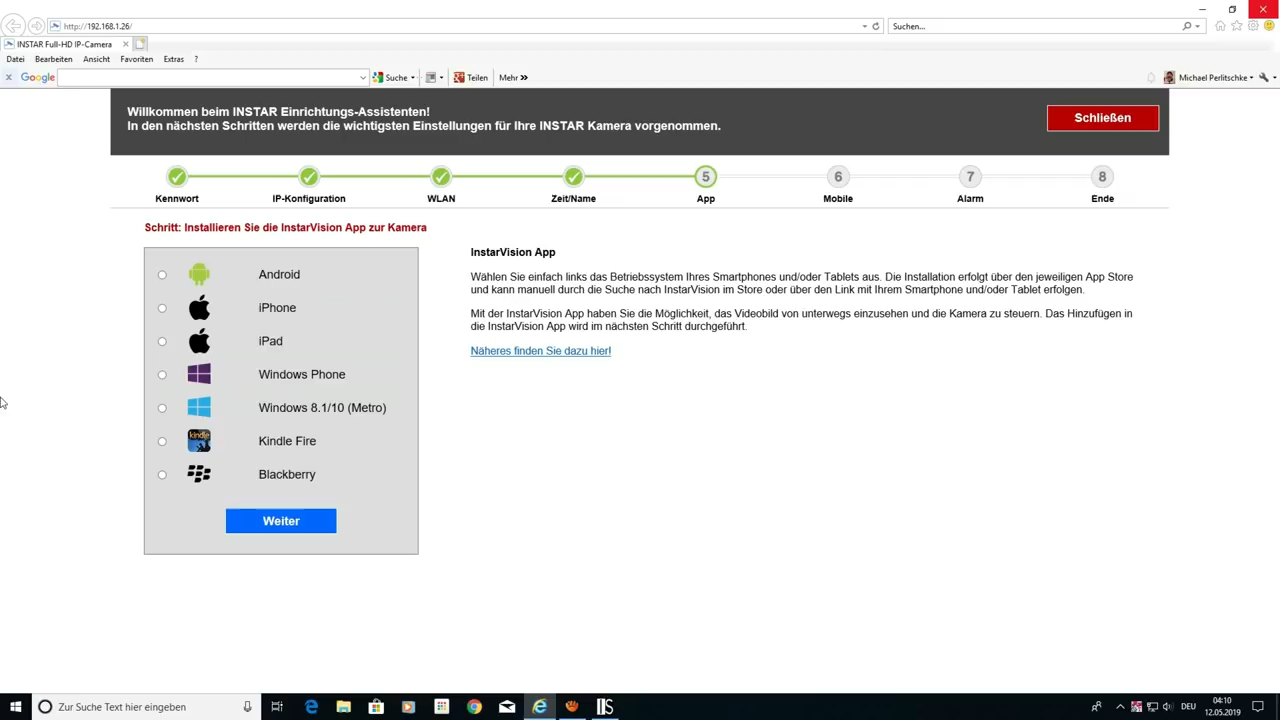 http://192.168.1.26/
Suchen...
INSTAR Full-HD IP-Camera
Datei Bearbeiten Ansicht Favoriten Extras ?
Google Suche Teilen Mehr Michael Perlitschke
Willkommen beim INSTAR Einrichtungs-Assistenten!
In den nächsten Schritten werden die wichtigsten Einstellungen für Ihre INSTAR Kamera vorgenommen.
Schließen
5 6 7 8
Kennwort IP-Konfiguration WLAN Zeit/Name App Mobile Alarm Ende
Schritt: Installieren Sie die InstarVision App zur Kamera
Android
iPhone
iPad
Windows Phone
Windows 8.1/10 (Metro)
kindle
Kindle Fire
Blackberry
Weiter
InstarVision App
Wählen Sie einfach links das Betriebssystem Ihres Smartphones und/oder Tablets aus. Die Installation erfolgt über den jeweiligen App Store
und kann manuell durch die Suche nach InstarVision im Store oder über den Link mit Ihrem Smartphone und/oder Tablet erfolgen.
Mit der InstarVision App haben Sie die Möglichkeit, das Videobild von unterwegs einzusehen und die Kamera zu steuern. Das Hinzufügen in
die InstarVision App wird im nächsten Schritt durchgeführt.
Näheres finden Sie dazu hier!
Zur Suche Text hier eingeben
DEU
04:10
12.05.2019